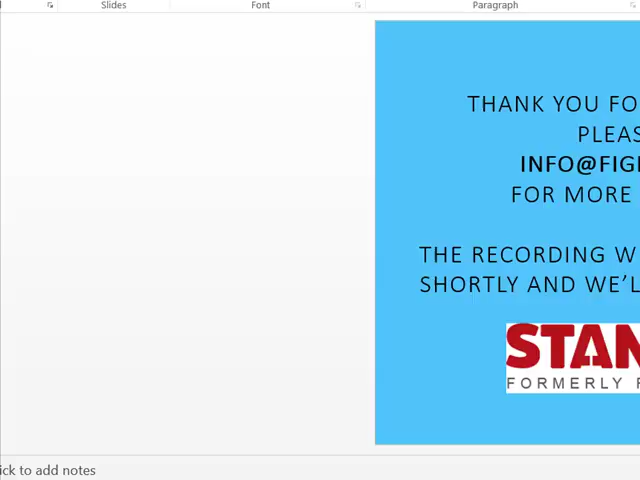 Slides Font Paragraph
THANK YOU FO
PLEAS
INFO@FIG
FOR MORE
THE RECORDING W
SHORTLY AND WE’L
STAN
FORMERLY
ick to add notes